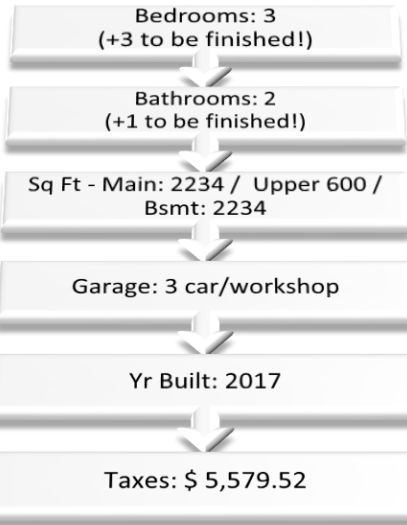 Bedrooms: 3
(+3 to be finished!)
Bathrooms: 2
(+1 to be finished!)
Sq Ft - Main: 2234 / Upper 600 /
Bsmt: 2234
Garage: 3 car/workshop
Yr Built: 2017
Taxes: $ 5,579.52